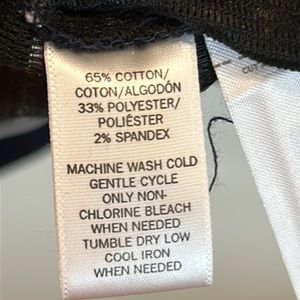 65% COTTON/
COTON/ALGODÓN
33% POLYESTER/
POLIÉSTER
2% SPANDEX
MACHINE WASH COLD
GENTLE CYCLE
ONLY NON-
CHLORINE BLEACH
WHEN NEEDED
TUMBLE DRY LOW
COOL IRON
WHEN NEEDED